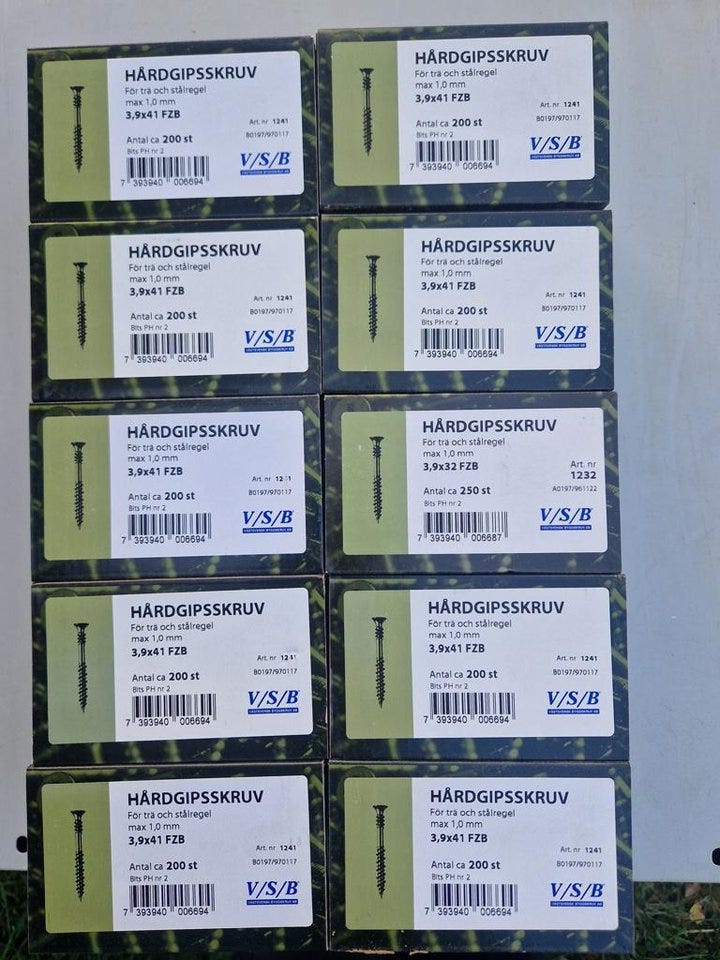 HÅRDGIPSSKRUV
För trä och stålregel
max 1,0 mm
3,9x41 FZB
Art. nr 1241
B0197/970117
Antal ca 200 st
Bits PH nr 2
V/S/B
7 393940 006694
HÅRDGIPSSKRUV
För trä och stålregel
max 1,0 mm
3,9x41 FZB
Art. nr 1241
B0197/970117
Antal ca 200 st
Bits PH nr 2
V/S/B
7 393940 006694
HÅRDGIPSSKRUV
För trä och stålregel
max 1,0 mm
3,9x41 FZB
Art. nr 1241
B0197/970117
Antal ca 200 st
Bits PH nr 2
V/S/B
7 393940 006694
HÅRDGIPSSKRUV
För trä och stålregel
max 1,0 mm
3,9x41 FZB
Art. nr 1241
B0197/970117
Antal ca 200 st
Bits PH nr 2
V/S/B
7 393940 006694
HÅRDGIPSSKRUV
För trä och stålregel
max 1,0 mm
3,9x41 FZB
Art. nr
B0197/970117
Antal ca 200 st
Bits PH nr 2
V/S/B
7 393940 006694
HÅRDGIPSSKRUV
För trä och stålregel
max 1,0 mm
3,9x32 FZB
Art. nr
1232
A0197/961122
Antal ca 250 st
Bits PH nr 2
V/S/B
7 393940 006687
HÅRDGIPSSKRUV
För trä och stålregel
max 1,0 mm
3,9x41 FZB
Art. nr 1241
B0197/970117
Antal ca 200 st
Bits PH nr 2
V/S/B
7 393940 006694
HÅRDGIPSSKRUV
För trä och stålregel
max 1,0 mm
3,9x41 FZB
Art. nr 1241
B0197/970117
Antal ca 200 st
Bits PH nr 2
V/S/B
7 393940 006694
HÅRDGIPSSKRUV
För trä och stålregel
max 1,0 mm
3,9x41 FZB
Art. nr 1241
B0197/970117
Antal ca 200 st
Bits PH nr 2
V/S/B
7 393940 006694
HÅRDGIPSSKRUV
För trä och stålregel
max 1,0 mm
3,9x41 FZB
Art. nr 1241
B0197/970117
Antal ca 200 st
Bits PH nr 2
V/S/B
7 393940 006694